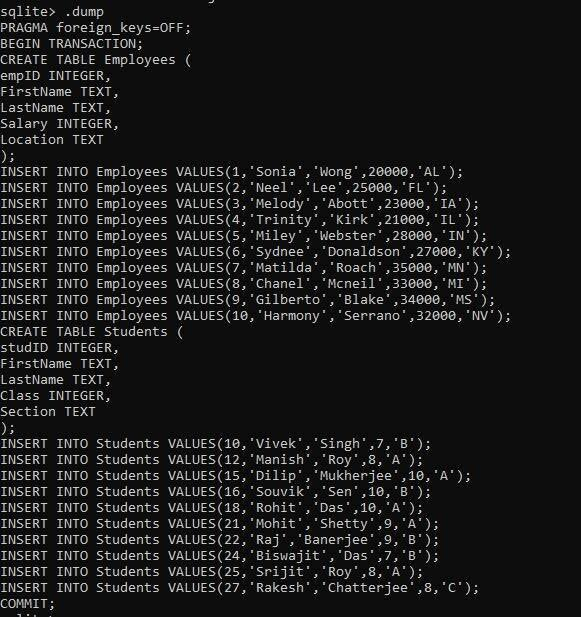 sqlite> .dump
PRAGMA foreign_keys=OFF;
BEGIN TRANSACTION;
CREATE TABLE Employees (
empID INTEGER,
FirstName TEXT,
LastName TEXT,
Salary INTEGER,
Location TEXT
);
INSERT INTO Employees VALUES(1,'Sonia','Wong',20000,'AL');
INSERT INTO Employees VALUES(2,'Neel','Lee',25000,'FL');
INSERT INTO Employees VALUES(3,'Melody','Abott',23000,'IA');
INSERT INTO Employees VALUES(4,'Trinity','Kirk',21000,'IL');
INSERT INTO Employees VALUES(5,'Miley','Webster',28000,'IN');
INSERT INTO Employees VALUES(6,'Sydnee','Donaldson',27000,'KY');
INSERT INTO Employees VALUES(7,'Matilda','Roach',35000,'MN');
INSERT INTO Employees VALUES(8,'Chanel','Mcneil',33000,'MI');
INSERT INTO Employees VALUES(9,'Gilberto','Blake',34000,'MS');
INSERT INTO Employees VALUES(10,'Harmony','Serrano',32000,'NV');
CREATE TABLE Students (
studID INTEGER,
FirstName TEXT,
LastName TEXT,
Class INTEGER,
Section TEXT
);
INSERT INTO Students VALUES(10,'Vivek','Singh',7,'B');
INSERT INTO Students VALUES(12,'Manish','Roy',8,'A');
INSERT INTO Students VALUES(15,'Dilip','Mukherjee',10,'A');
INSERT INTO Students VALUES(16,'Souvik','Sen',10,'B');
INSERT INTO Students VALUES(18,'Rohit','Das',10,'A');
INSERT INTO Students VALUES(21,'Mohit','Shetty',9,'A');
INSERT INTO Students VALUES(22,'Raj','Banerjee',9,'B');
INSERT INTO Students VALUES(24,'Biswajit','Das',7,'B');
INSERT INTO Students VALUES(25,'Srijit','Roy',8,'A');
INSERT INTO Students VALUES(27,'Rakesh','Chatterjee',8,'C');
COMMIT;